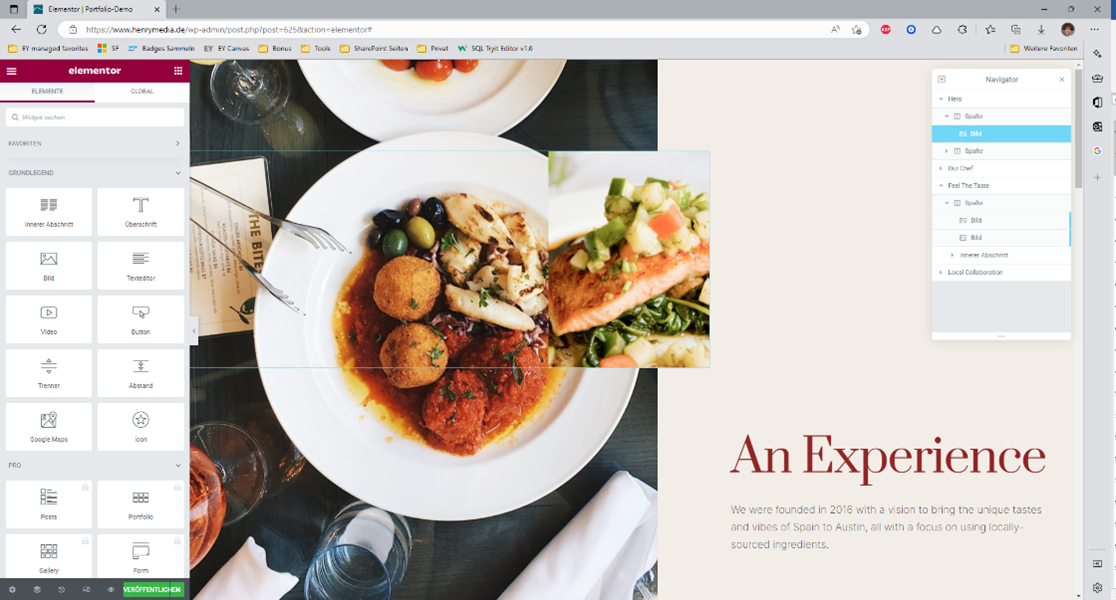 Elementor | Portfolio-Demo
https://www.henrymedia.de/wp-admin/post.php?post=625&action=elementor#
EY managed favorites
SF
Badges Sammeln
EY
EY Canvas
Bonus
Tools
SharePoint Seiten
Privat
SQL Tryit Editor v1.6
Weitere Favoriten
elementor
ELEMENTE
GLOBAL
Widget suchen
FAVORITEN
GRUNDLEGEND
Innerer Abschnitt
Überschrift
Bild
Texteditor
Video
Button
Trenner
Abstand
Google Maps
Icon
PRO
Posts
Portfolio
Gallery
Form
VERÖFFENTLICHEN
THE BITE
An Experience
We were founded in 2016 with a vision to bring the unique tastes
and vibes of Spain to Austin, all with a focus on using locally-
sourced ingredients.
Navigator
Hero
Spalte
Bild
Spalte
Our Chef
Feel The Taste
Spalte
Bild
Bild
Innerer Abschnitt
Local Collaboration